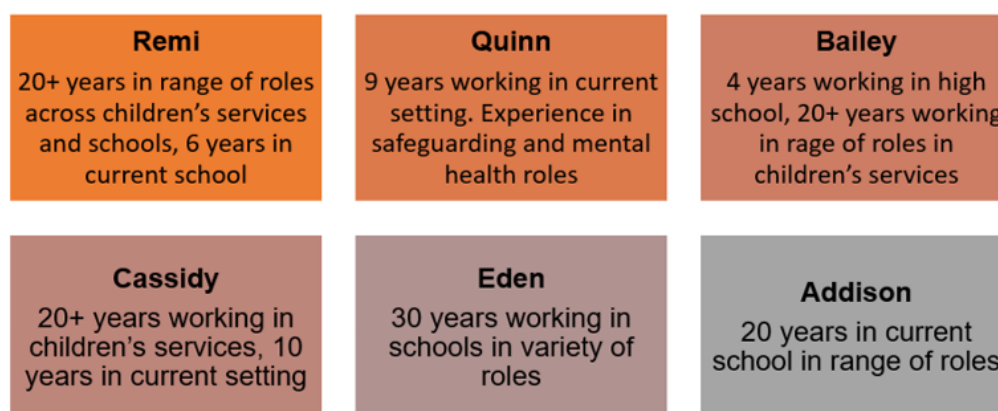 Remi
20+ years in range of roles
across children's services
and schools, 6 years in
current school
Quinn
9 years working in current
setting. Experience in
safeguarding and mental
health roles
Bailey
4 years working in high
school, 20+ years working
in rage of roles in
children's services
Cassidy
20+ years working in
children's services, 10
years in current setting
Eden
30 years working in
schools in variety of
roles
Addison
20 years in current
school in range of roles